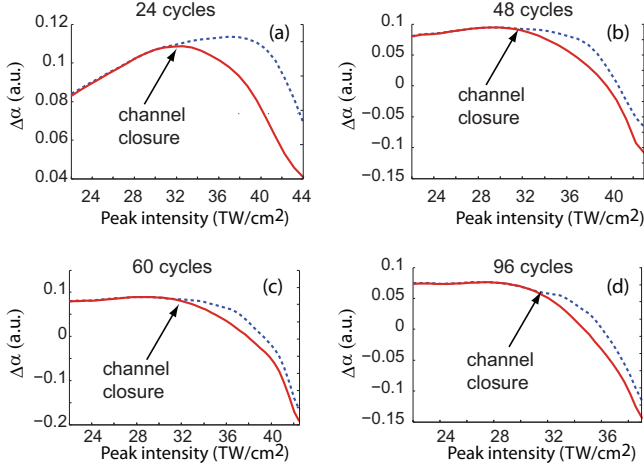 24 cycles
(a)
Δα (a.u.)
0.12
0.1
0.08
0.06
0.04
channel
closure
24 28 32 36 40 44
Peak intensity (TW/cm2)
48 cycles
(b)
Δα (a.u.)
0.1
0.05
0
−0.05
−0.1
−0.15
channel
closure
24 28 32 36 40
Peak intensity (TW/cm2)
60 cycles
(c)
Δα (a.u.)
0.1
0
−0.1
−0.2
channel
closure
24 28 32 36 40
Peak intensity (TW/cm2)
96 cycles
(d)
Δα (a.u.)
0.1
0.05
0
−0.05
−0.1
−0.15
channel
closure
24 28 32 36
Peak intensity (TW/cm2)